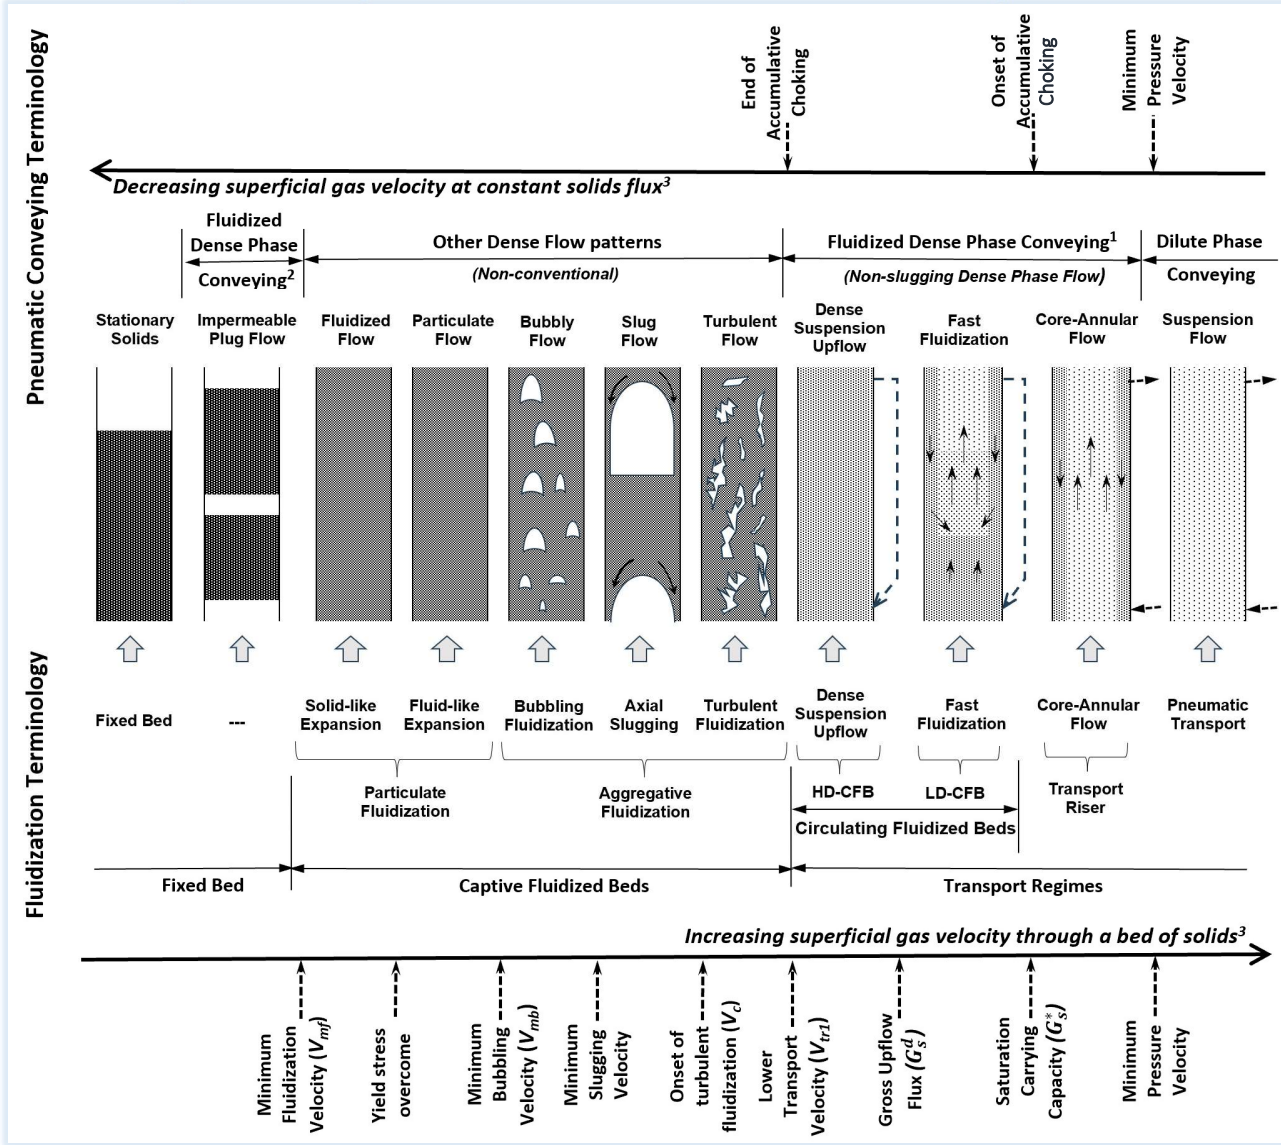 Pneumatic Conveying Terminology
End of
Accumulative
Choking
Onset of
Accumulative
Choking
Minimum
Pressure
Velocity
Decreasing superficial gas velocity at constant solids flux³
Fluidized
Dense Phase
Conveying²
Other Dense Flow patterns
(Non-conventional)
Fluidized Dense Phase Conveying¹
(Non-slugging Dense Phase Flow)
Dilute Phase
Conveying
Stationary
Solids
Impermeable
Plug Flow
Fluidized
Flow
Particulate
Flow
Bubbly
Flow
Slug
Flow
Turbulent
Flow
Dense
Suspension
Upflow
Fast
Fluidization
Core-Annular
Flow
Suspension
Flow
Fluidization Terminology
Fixed Bed
---
Solid-like
Expansion
Fluid-like
Expansion
Bubbling
Fluidization
Axial
Slugging
Turbulent
Fluidization
Dense
Suspension
Upflow
Fast
Fluidization
Core-Annular
Flow
Pneumatic
Transport
Particulate
Fluidization
Aggregative
Fluidization
HD-CFB
LD-CFB
Transport
Riser
Circulating Fluidized Beds
Fixed Bed
Captive Fluidized Beds
Transport Regimes
Increasing superficial gas velocity through a bed of solids³
Minimum
Fluidization
Velocity (V_mf)
Yield stress
overcome
Minimum
Bubbling
Velocity (V_mb)
Minimum
Slugging
Velocity
Onset of
turbulent
fluidization (V_c)
Lower
Transport
Velocity (V_tr1)
Gross Upflow
Flux (G_s^d)
Saturation
Carrying
Capacity (G_s^*)
Minimum
Pressure
Velocity